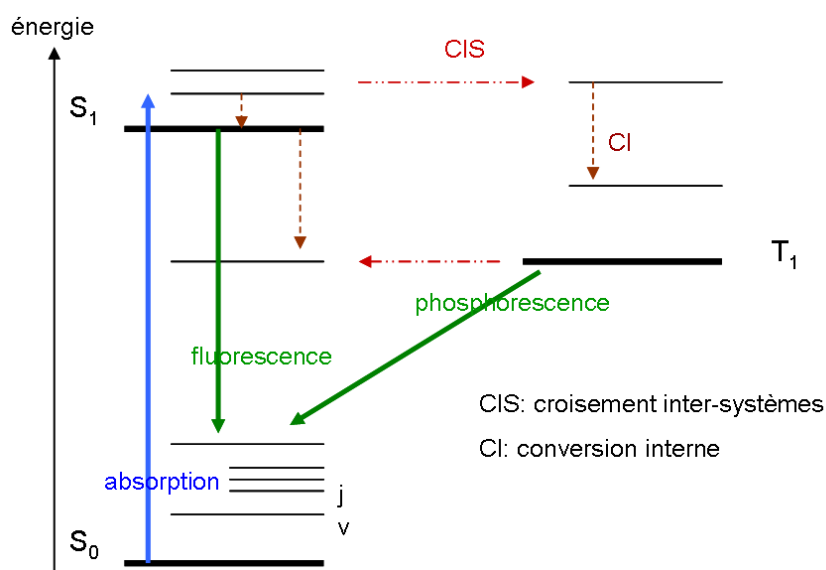 énergie
CIS
S1
CI
T1
phosphorescence
fluorescence
CIS: croisement inter-systèmes
CI: conversion interne
absorption
j
v
S0